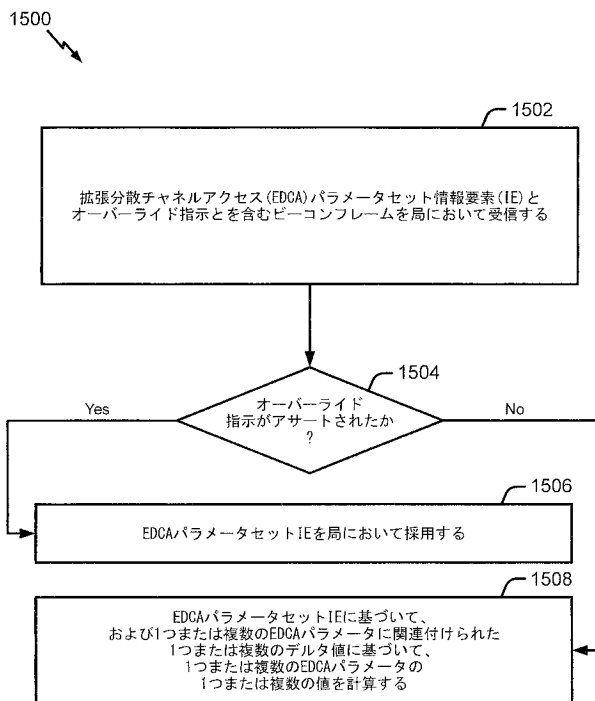 1500
1502
拡張分散チャネルアクセス(EDCA)パラメータセット情報要素(IE)と
オーバーライド指示とを含むビーコンフレームを局において受信する
1504
オーバーライド
指示がアサートされたか
?
Yes
No
1506
EDCAパラメータセットIEを局において採用する
1508
EDCAパラメータセットIEに基づいて、
および1つまたは複数のEDCAパラメータに関連付けられた
1つまたは複数のデルタ値に基づいて、
1つまたは複数のEDCAパラメータの
1つまたは複数の値を計算する